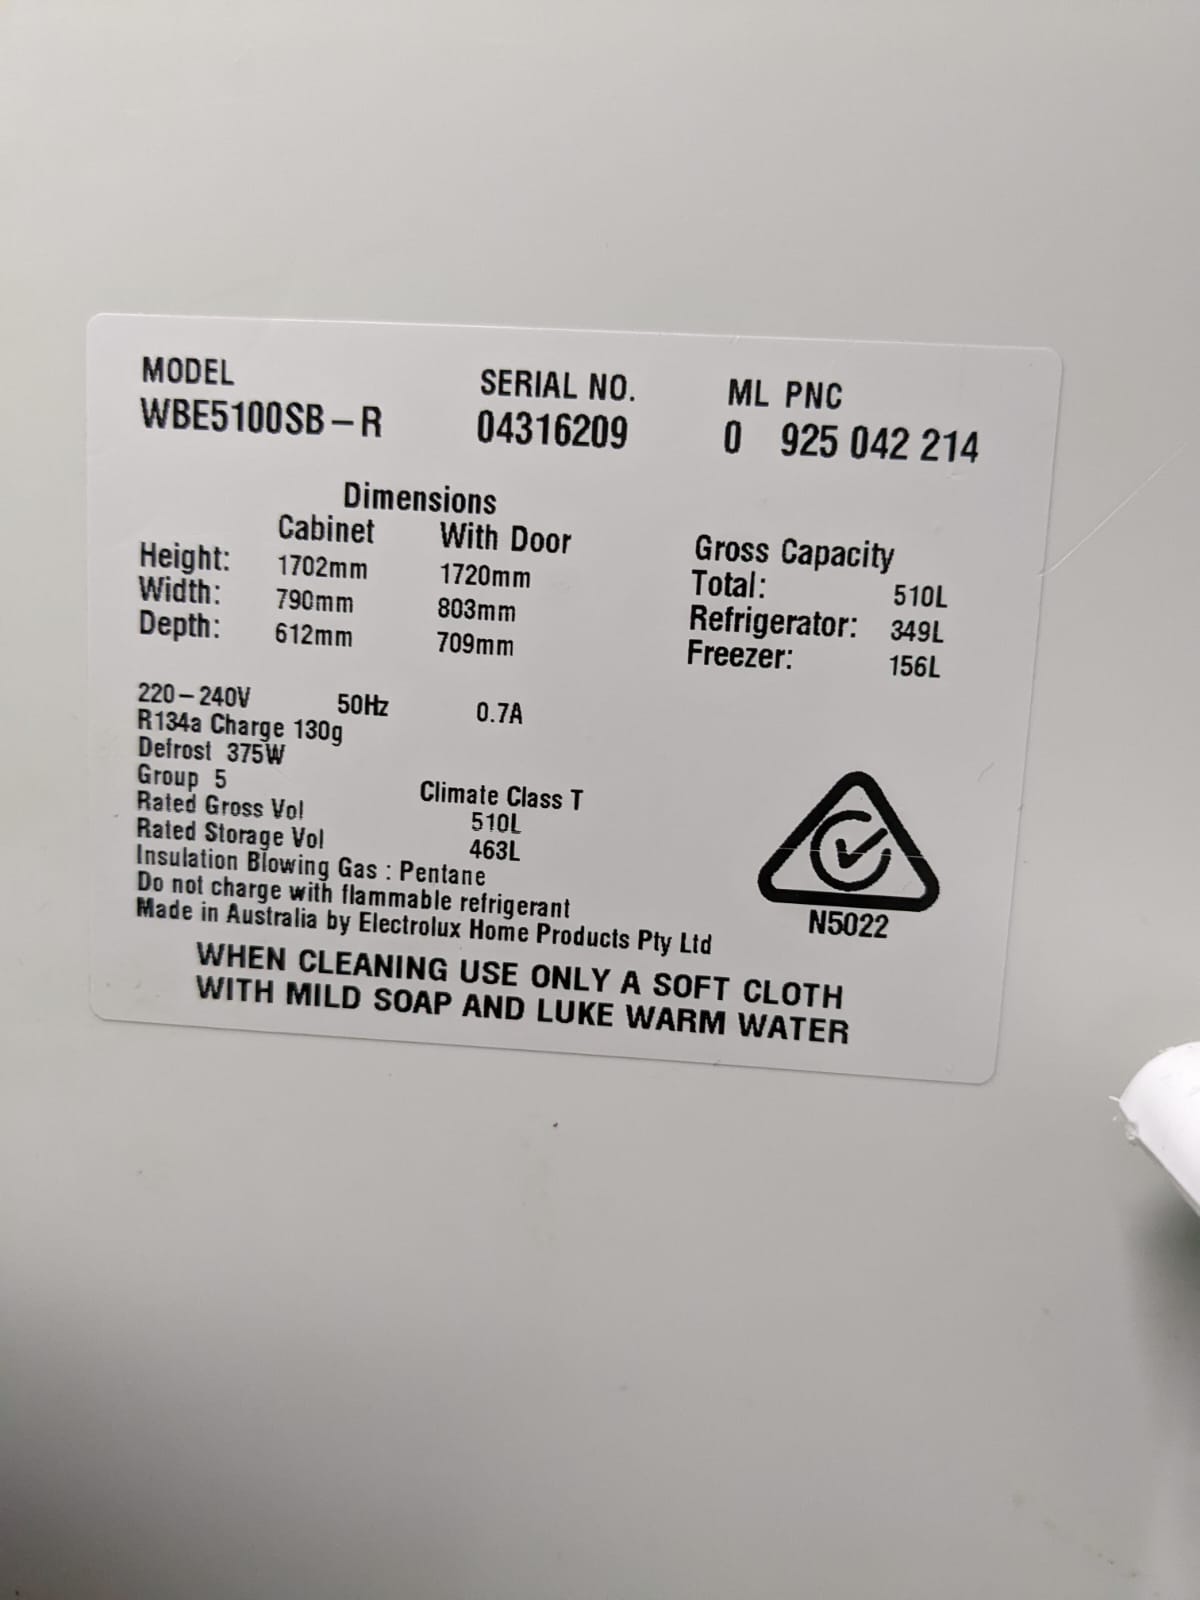 MODEL SERIAL NO. ML PNC
WBE5100SB-R 04316209 0 925 042 214
Dimensions
Cabinet With Door Gross Capacity
Height: 1702mm 1720mm Total: 510L
Width: 790mm 803mm Refrigerator: 349L
Depth: 612mm 709mm Freezer: 156L
220-240V 50Hz 0.7A
R134a Charge 130g
Defrost 375W
Group 5 Climate Class T
Rated Gross Vol 510L
Rated Storage Vol 463L
Insulation Blowing Gas : Pentane
Do not charge with flammable refrigerant
Made in Australia by Electrolux Home Products Pty Ltd
N5022
WHEN CLEANING USE ONLY A SOFT CLOTH
WITH MILD SOAP AND LUKE WARM WATER